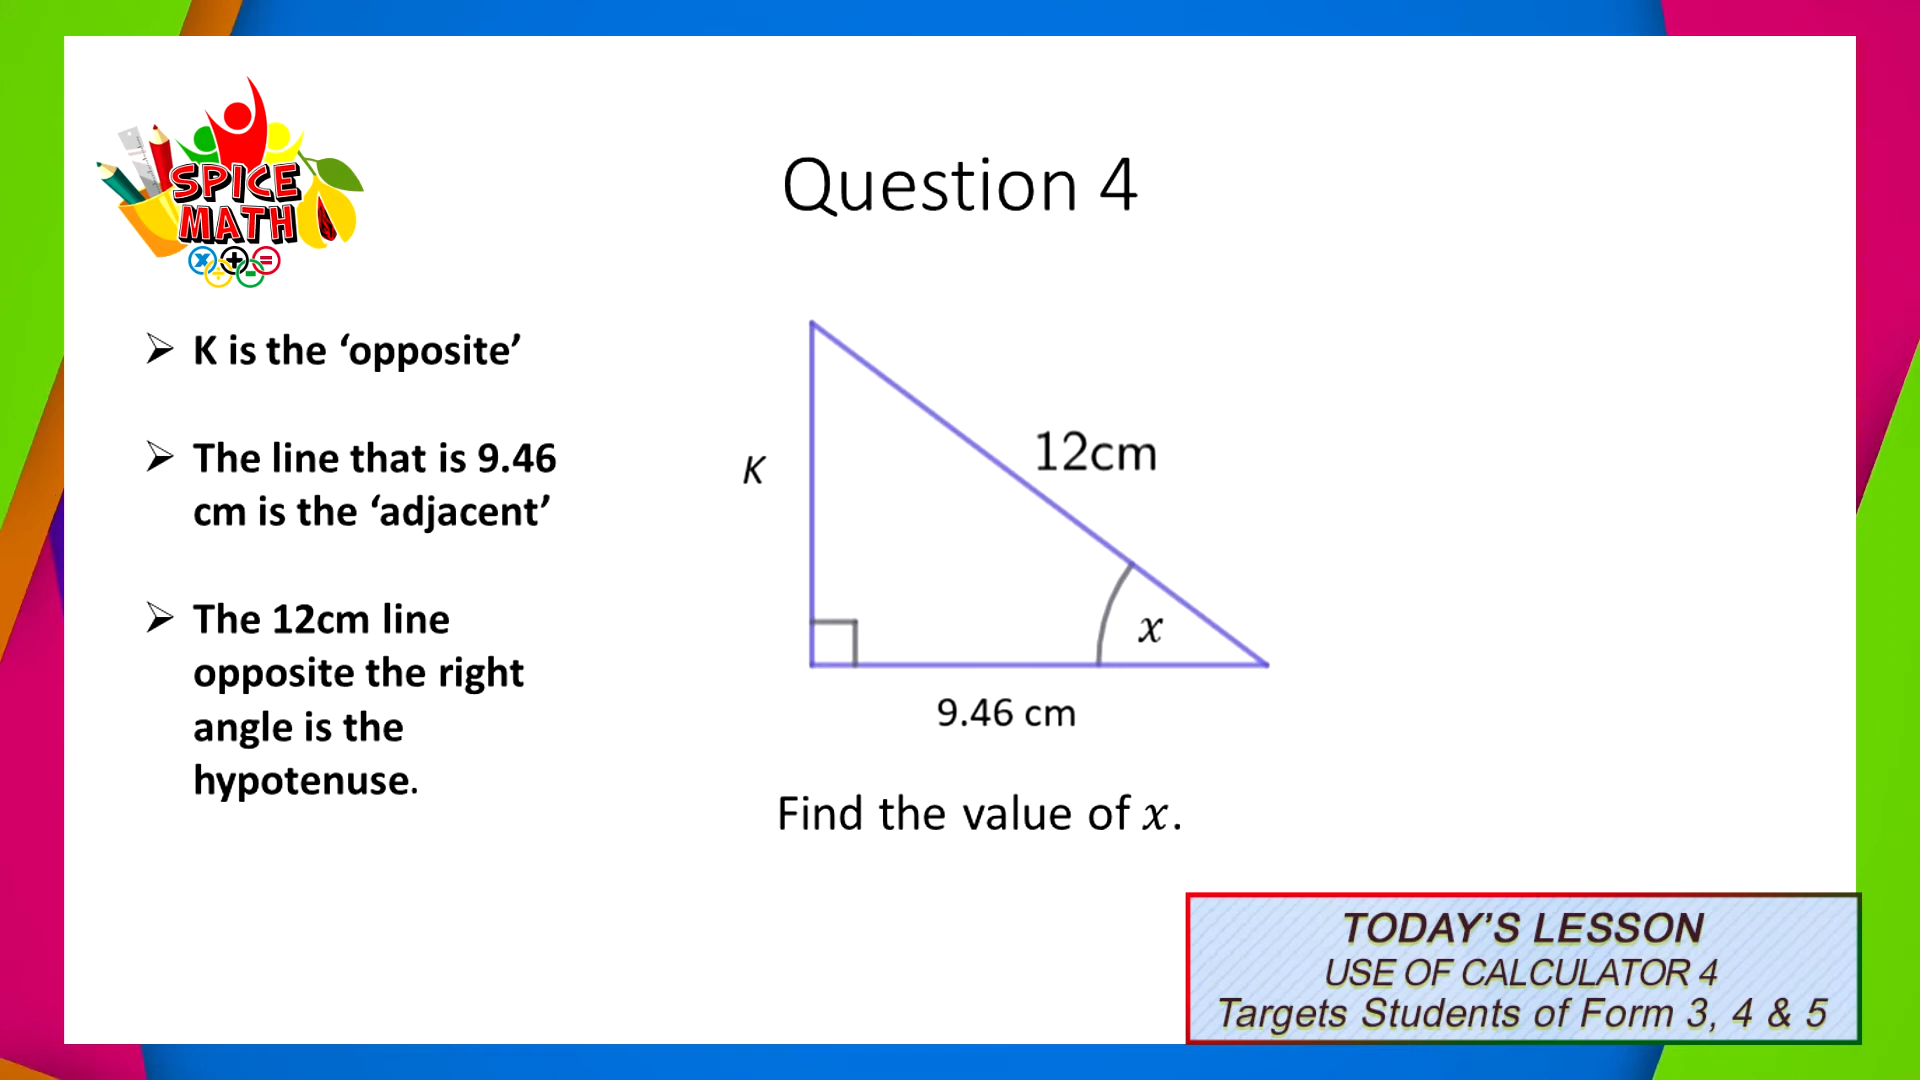 SPICE
MATH
Question 4
➢ K is the ‘opposite’
➢ The line that is 9.46
cm is the ‘adjacent’
➢ The 12cm line
opposite the right
angle is the
hypotenuse.
K
12cm
x
9.46 cm
Find the value of x.
TODAY’S LESSON
USE OF CALCULATOR 4
Targets Students of Form 3, 4 & 5